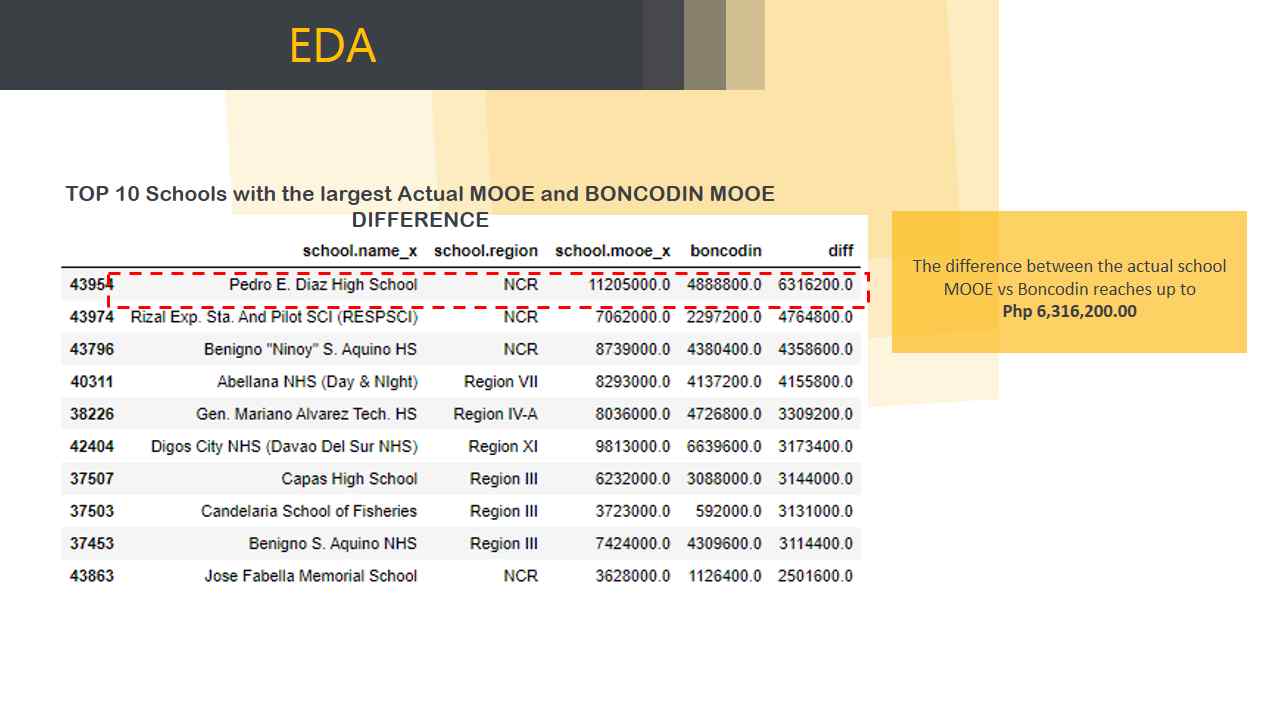 EDA
TOP 10 Schools with the largest Actual MOOE and BONCODIN MOOE
DIFFERENCE
school.name_x school.region school.mooe_x boncodin diff
43954 Pedro E. Diaz High School NCR 11205000.0 4888800.0 6316200.0
43974 Rizal Exp. Sta. And Pilot SCI (RESPSCI) NCR 7062000.0 2297200.0 4764800.0
43796 Benigno "Ninoy" S. Aquino HS NCR 8739000.0 4380400.0 4358600.0
40311 Abellana NHS (Day & NIght) Region VII 8293000.0 4137200.0 4155800.0
38226 Gen. Mariano Alvarez Tech. HS Region IV-A 8036000.0 4726800.0 3309200.0
42404 Digos City NHS (Davao Del Sur NHS) Region XI 9813000.0 6639600.0 3173400.0
37507 Capas High School Region III 6232000.0 3088000.0 3144000.0
37503 Candelaria School of Fisheries Region III 3723000.0 592000.0 3131000.0
37453 Benigno S. Aquino NHS Region III 7424000.0 4309600.0 3114400.0
43863 Jose Fabella Memorial School NCR 3628000.0 1126400.0 2501600.0
The difference between the actual school
MOOE vs Boncodin reaches up to
Php 6,316,200.00